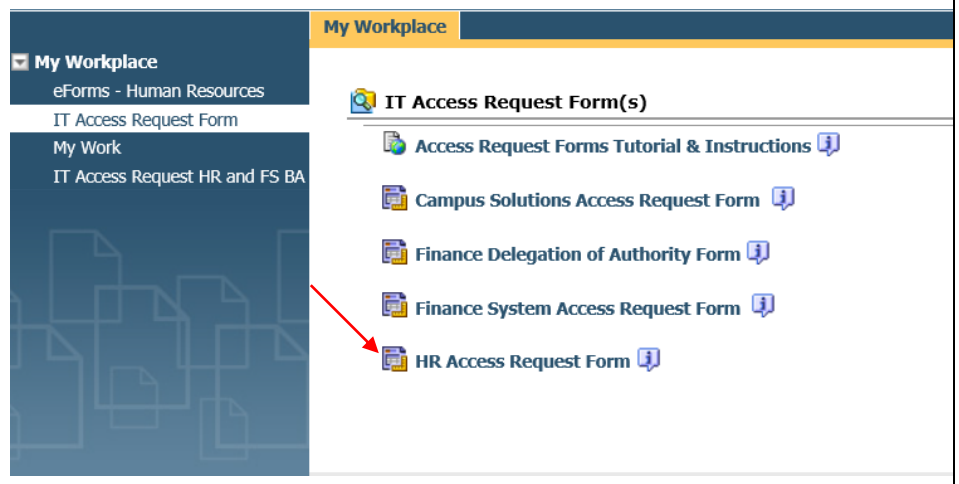 My Workplace
My Workplace
eForms - Human Resources
IT Access Request Form
My Work
IT Access Request HR and FS BA
IT Access Request Form(s)
Access Request Forms Tutorial & Instructions
Campus Solutions Access Request Form
Finance Delegation of Authority Form
Finance System Access Request Form
HR Access Request Form